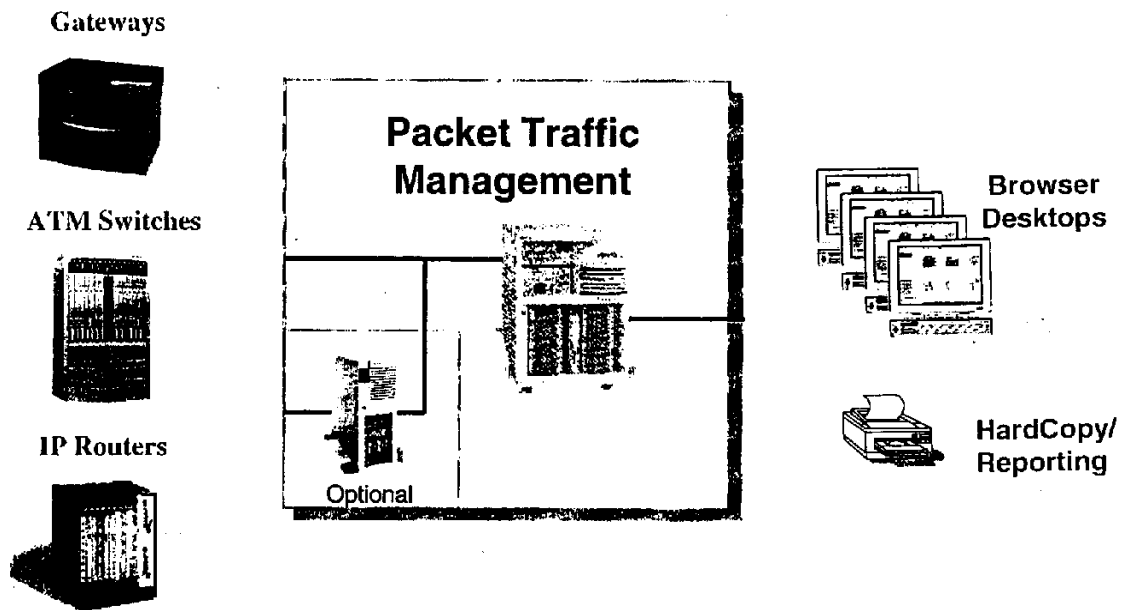 Gateways
ATM Switches
IP Routers
Packet Traffic
Management
Optional
Browser
Desktops
HardCopy/
Reporting